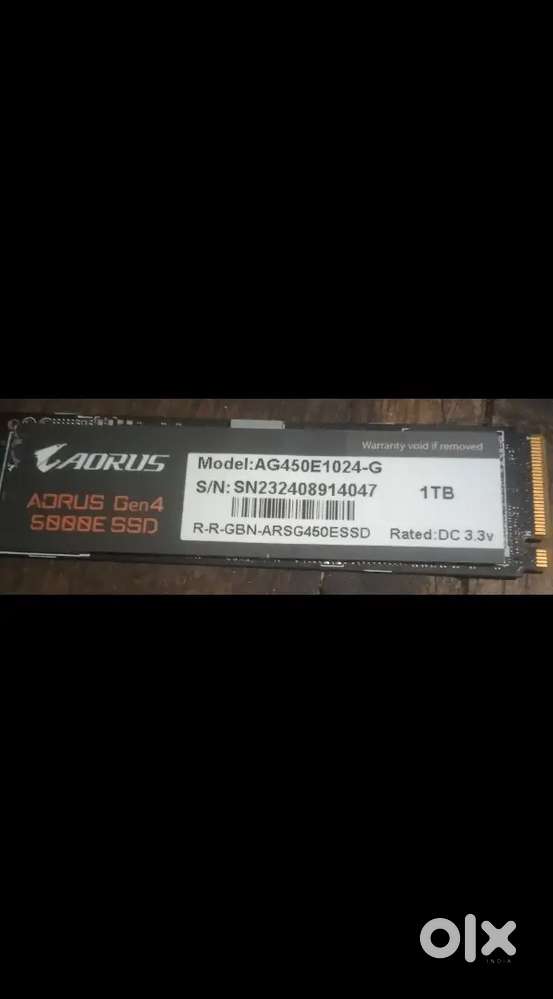 AORUS
AORUS Gen4
5000E SSD
Warranty void if removed
Model:AG450E1024-G
S/N:SN232408914047
1TB
R-R-GBN-ARSG450ESSD
Rated:DC 3.3v
olx
INDIA